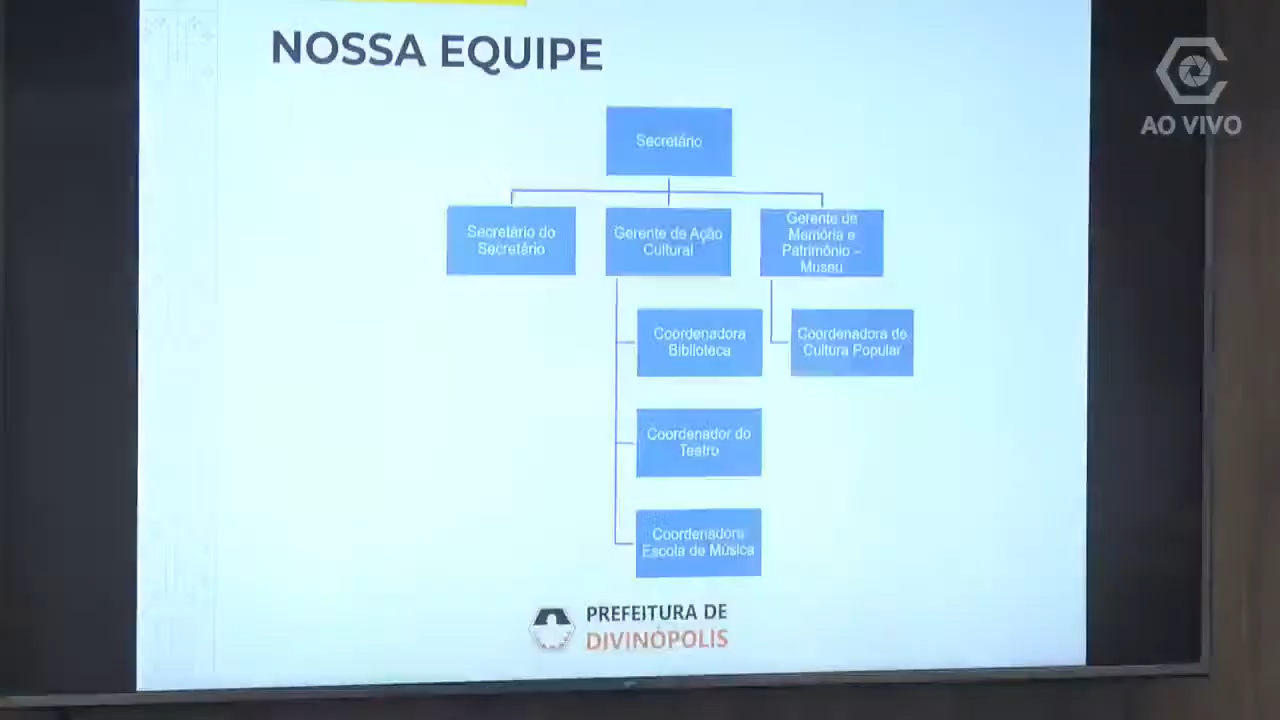 NOSSA EQUIPE
AO VIVO
Secretário
Secretário do
Secretário
Gerente de Ação
Cultural
Gerente de
Memória e
Patrimônio –
Museu
Coordenadora
Biblioteca
Coordenadora de
Cultura Popular
Coordenador do
Teatro
Coordenadora
Escola de Música
PREFEITURA DE
DIVINÓPOLIS